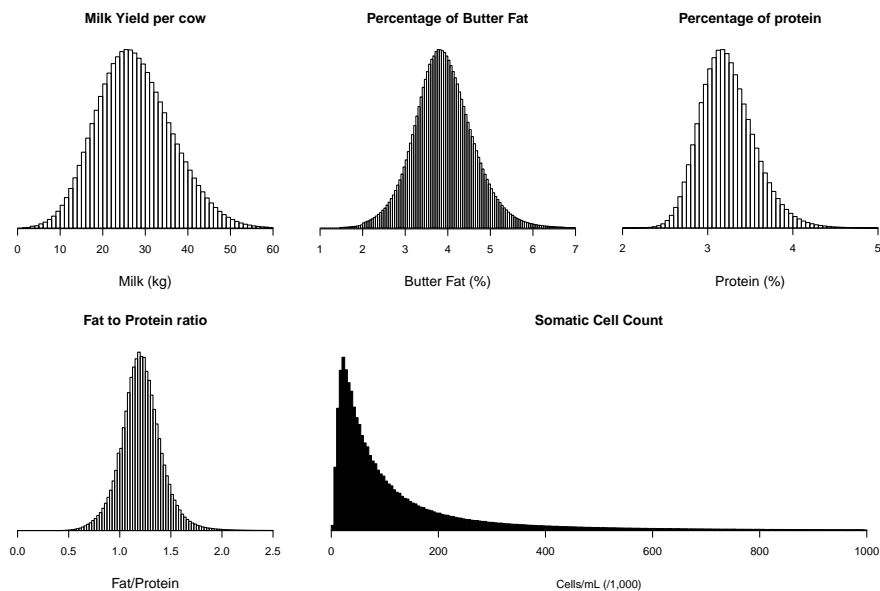 Milk Yield per cow
0 10 20 30 40 50 60
Milk (kg)
Percentage of Butter Fat
1 2 3 4 5 6 7
Butter Fat (%)
Percentage of protein
2 3 4 5
Protein (%)
Fat to Protein ratio
0.0 0.5 1.0 1.5 2.0 2.5
Fat/Protein
Somatic Cell Count
0 200 400 600 800 1000
Cells/mL (/1,000)